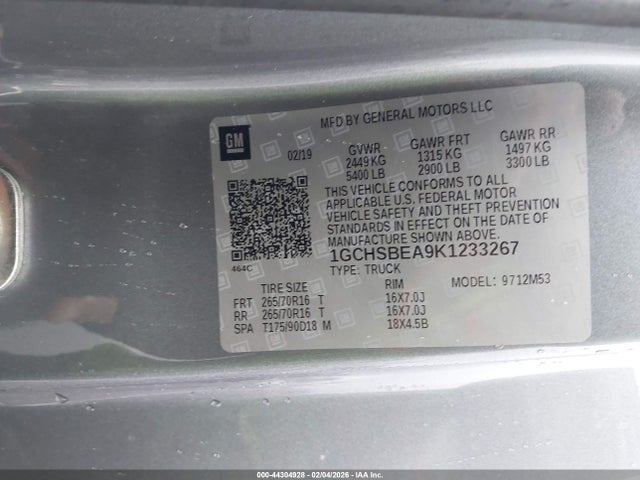 MFD BY GENERAL MOTORS LLC
GM
02/19
GVWR GAWR FRT GAWR RR
2449 KG 1315 KG 1497 KG
5400 LB 2900 LB 3300 LB
THIS VEHICLE CONFORMS TO ALL
APPLICABLE U.S. FEDERAL MOTOR
VEHICLE SAFETY AND THEFT PREVENTION
STANDARDS IN EFFECT ON THE DATE OF
MANUFACTURE SHOWN ABOVE.
464C
1GCHSBEA9K1233267
TYPE: TRUCK
MODEL: 9712M53
TIRE SIZE RIM
FRT 265/70R16 T 16X7.0J
RR 265/70R16 T 16X7.0J
SPA T175/90D18 M 18X4.5B
000-44304928 - 02/04/2026 - IAA Inc.